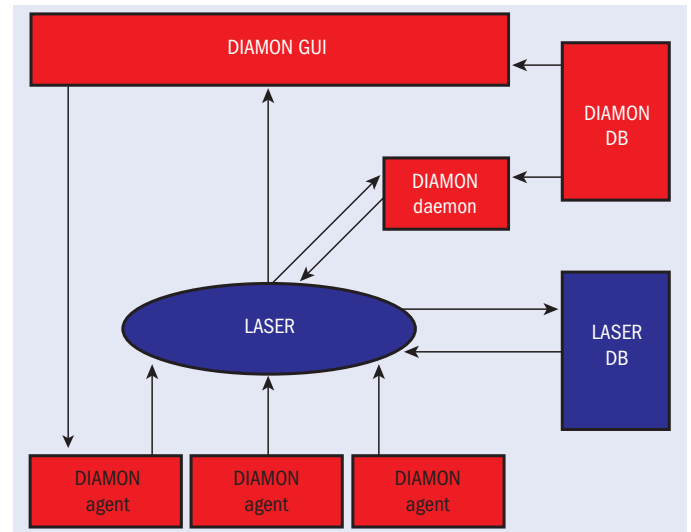 DIAMON GUI
DIAMON
DB
DIAMON
daemon
LASER
LASER
DB
DIAMON
agent
DIAMON
agent
DIAMON
agent